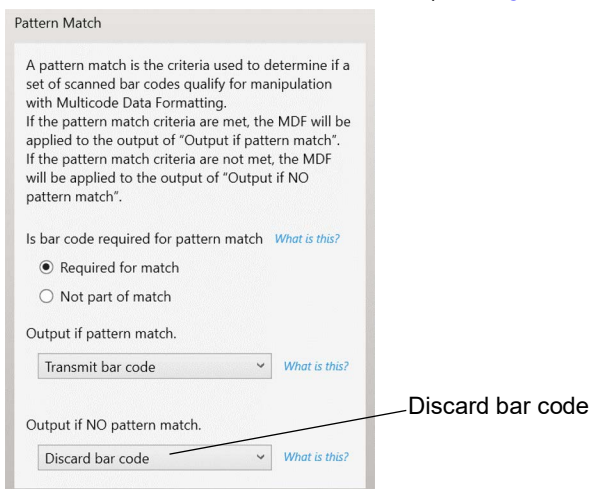 Pattern Match
A pattern match is the criteria used to determine if a
set of scanned bar codes qualify for manipulation
with Multicode Data Formatting.
If the pattern match criteria are met, the MDF will be
applied to the output of "Output if pattern match".
If the pattern match criteria are not met, the MDF
will be applied to the output of "Output if NO
pattern match".
Is bar code required for pattern match What is this?
Required for match
Not part of match
Output if pattern match.
Transmit bar code What is this?
Discard bar code
Output if NO pattern match.
Discard bar code What is this?